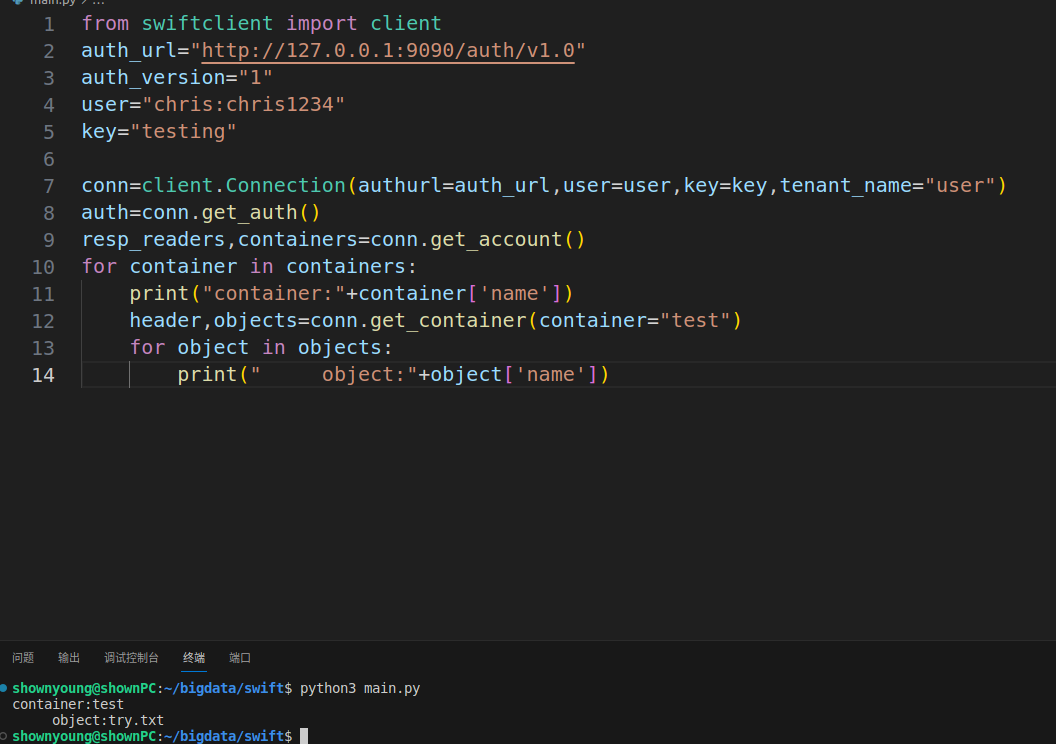 main.py > ...
1 from swiftclient import client
2 auth_url="http://127.0.0.1:9090/auth/v1.0"
3 auth_version="1"
4 user="chris:chris1234"
5 key="testing"
6
7 conn=client.Connection(authurl=auth_url,user=user,key=key,tenant_name="user")
8 auth=conn.get_auth()
9 resp_readers,containers=conn.get_account()
10 for container in containers:
11     print("container:"+container['name'])
12     header,objects=conn.get_container(container="test")
13     for object in objects:
14         print("     object:"+object['name'])
问题 输出 调试控制台 终端 端口
shownyoung@shownPC:~/bigdata/swift$ python3 main.py
container:test
     object:try.txt
shownyoung@shownPC:~/bigdata/swift$